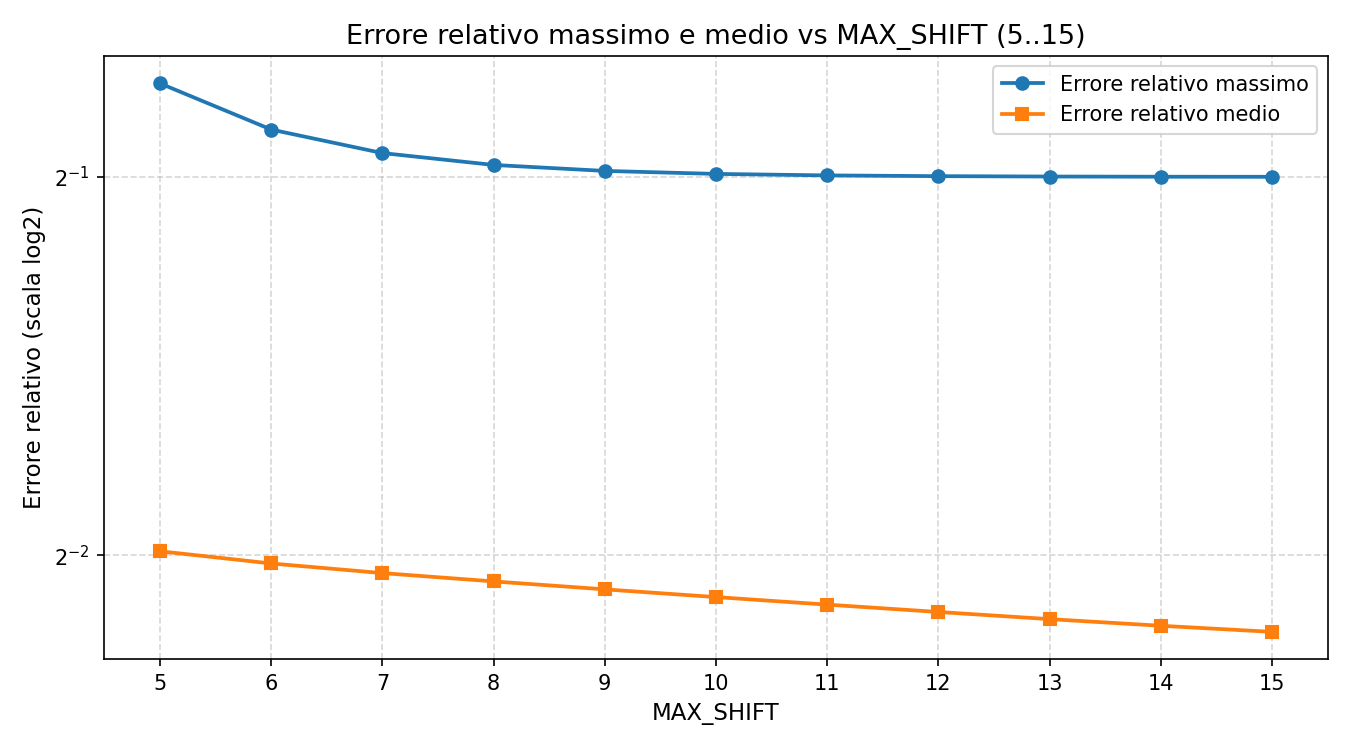 Errore relativo massimo e medio vs MAX_SHIFT (5..15)
Errore relativo massimo
Errore relativo medio
Errore relativo (scala log2)
2⁻¹
2⁻²
5 6 7 8 9 10 11 12 13 14 15
MAX_SHIFT